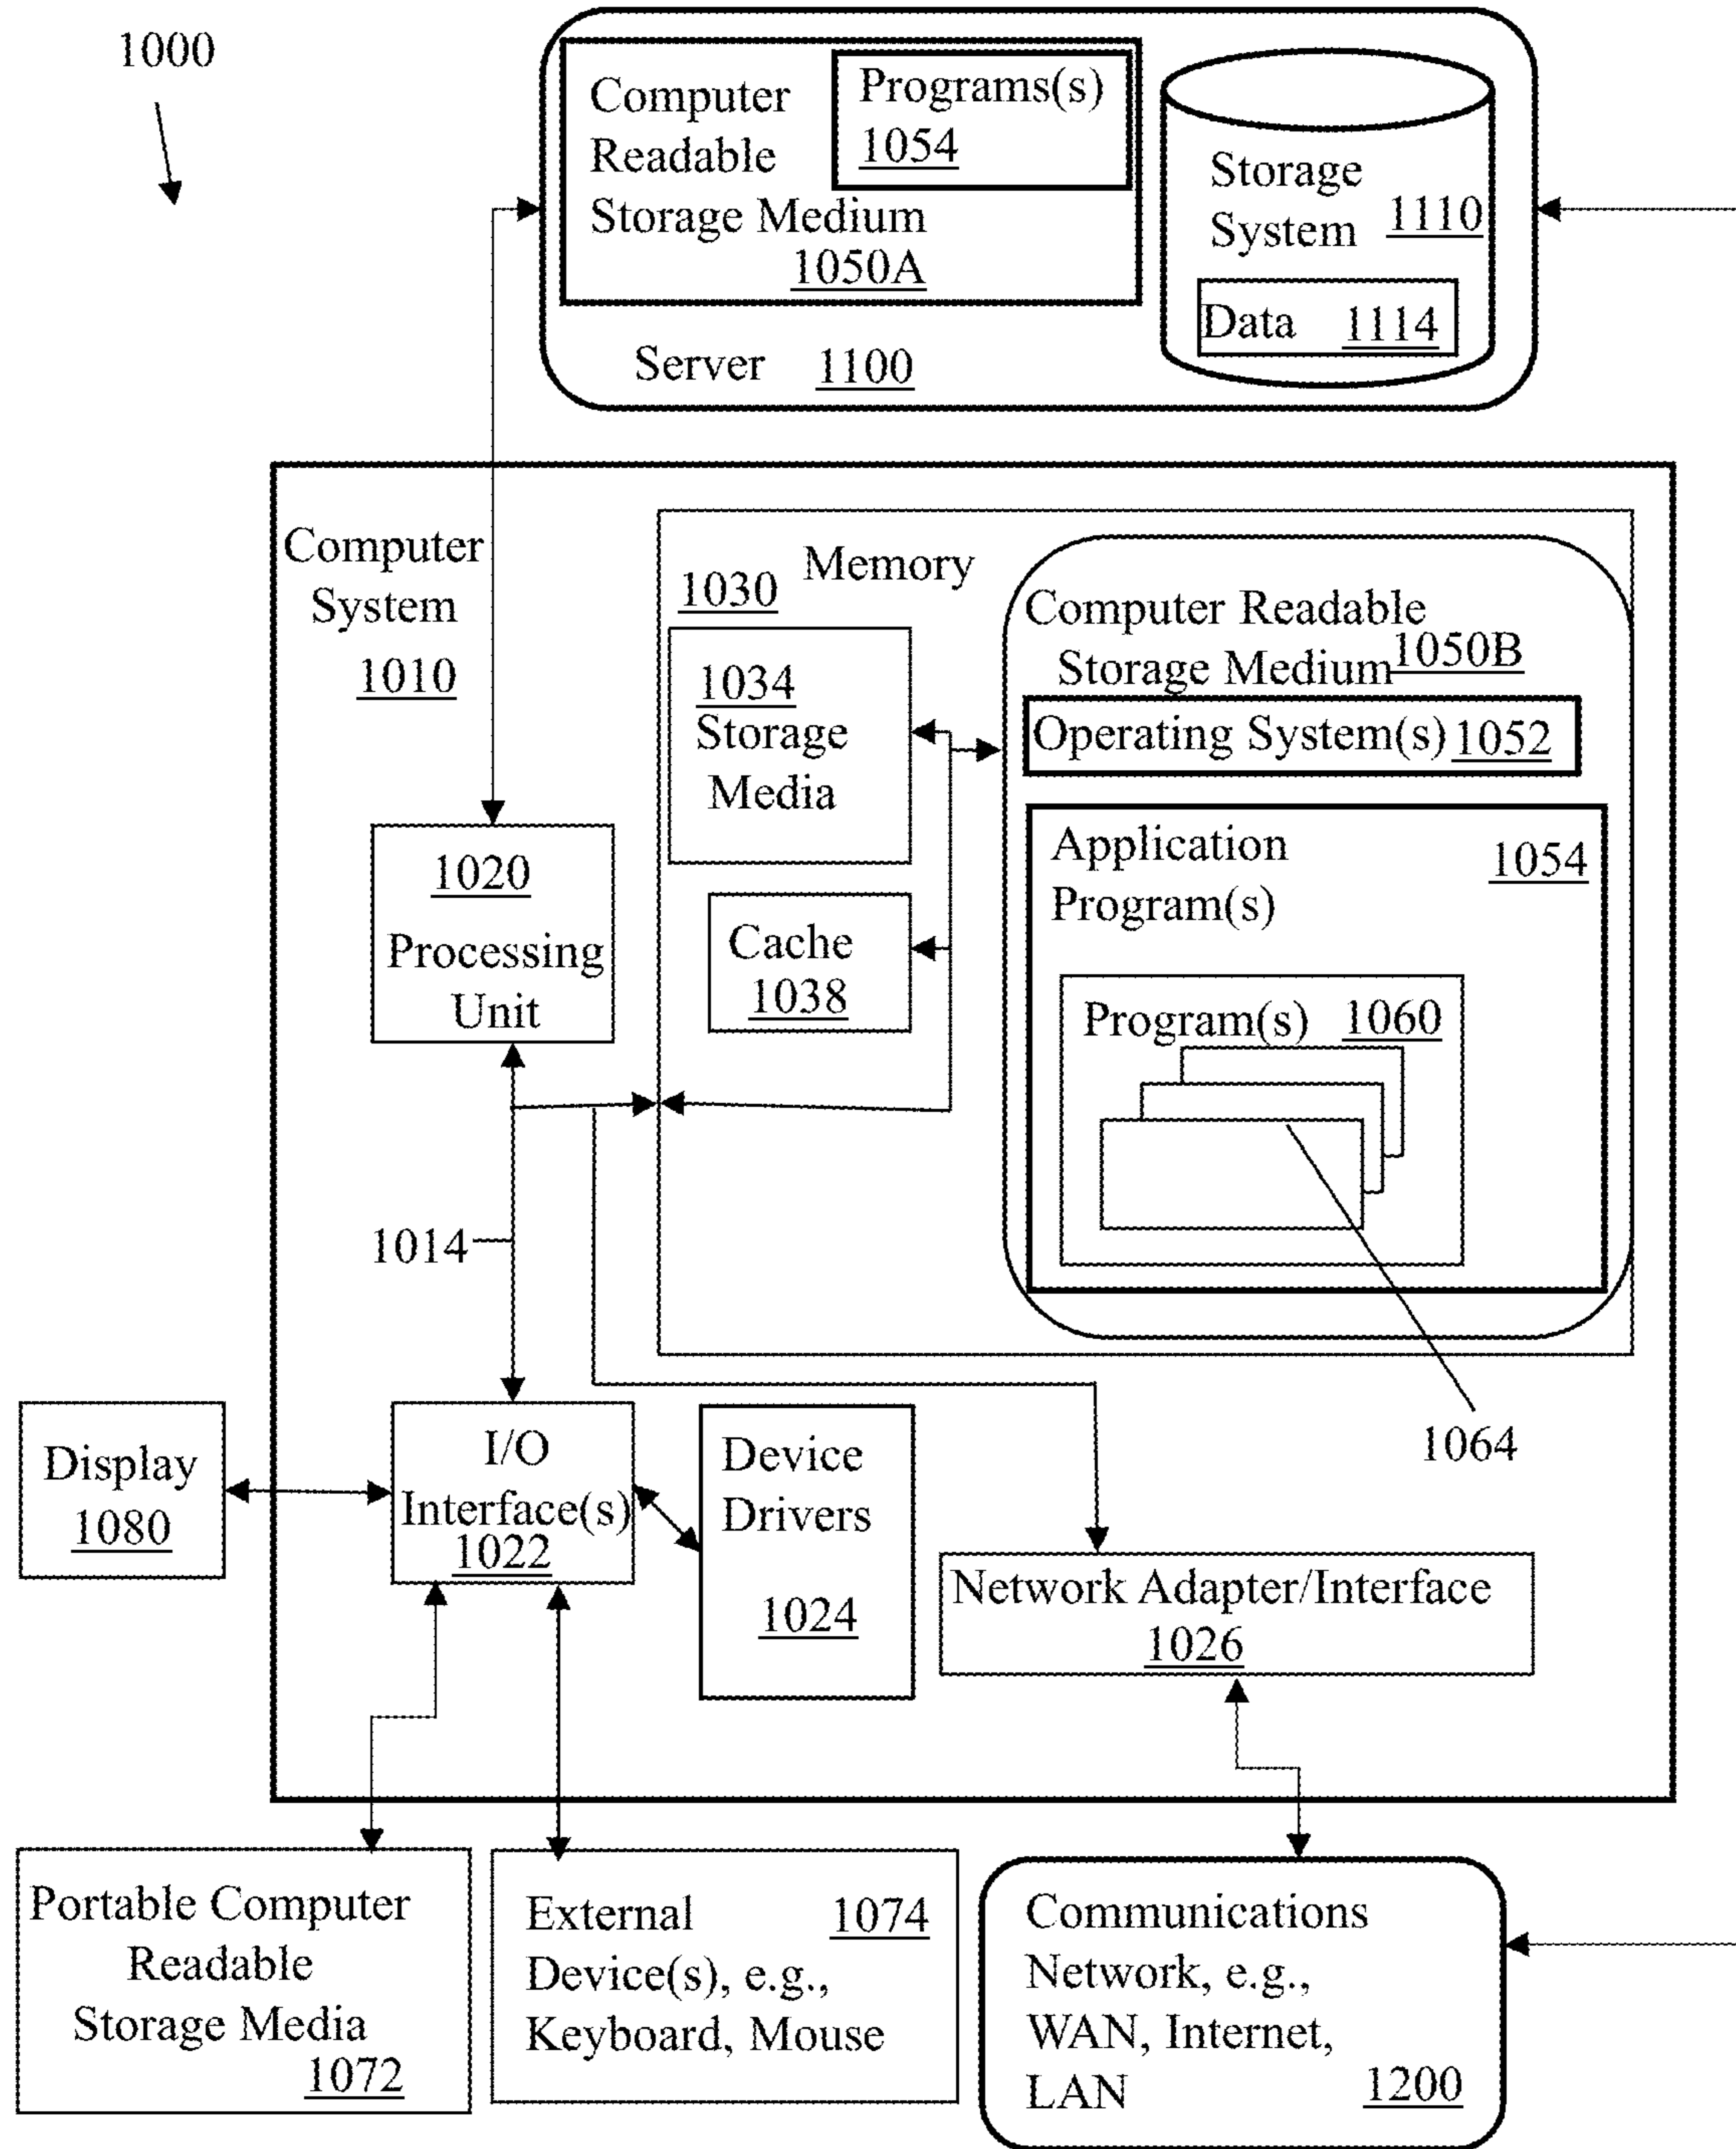 1000
Computer
Readable
Storage Medium
1050A
Programs(s)
1054
Storage
System 1110
Data 1114
Server 1100
Computer
System
1010
1030 Memory
1034
Storage
Media
Cache
1038
Computer Readable
Storage Medium 1050B
Operating System(s) 1052
Application 1054
Program(s)
Program(s) 1060
1064
1020
Processing
Unit
1014
Display
1080
I/O
Interface(s)
1022
Device
Drivers
1024
Network Adapter/Interface
1026
Portable Computer
Readable
Storage Media
1072
External 1074
Device(s), e.g.,
Keyboard, Mouse
Communications
Network, e.g.,
WAN, Internet,
LAN 1200